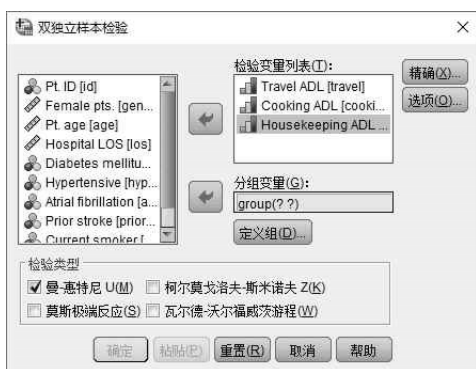 双独立样本检验
检验变量列表(T):
Pt. ID [id]
Female pts. [gen...
Pt. age [age]
Hospital LOS [los]
Diabetes mellitu...
Hypertensive [hyp...
Atrial fibrillation [a...
Prior stroke [prior...
Current smoker [
Travel ADL [travel]
Cooking ADL [cooki...
Housekeeping ADL ...
精确(X)...
选项(O)...
分组变量(G):
group(? ?)
定义组(D)...
检验类型
曼-惠特尼 U(M) 柯尔莫戈洛夫-斯米诺夫 Z(K)
莫斯极端反应(S) 瓦尔德-沃尔福威茨游程(W)
确定 粘贴(P) 重置(R) 取消 帮助